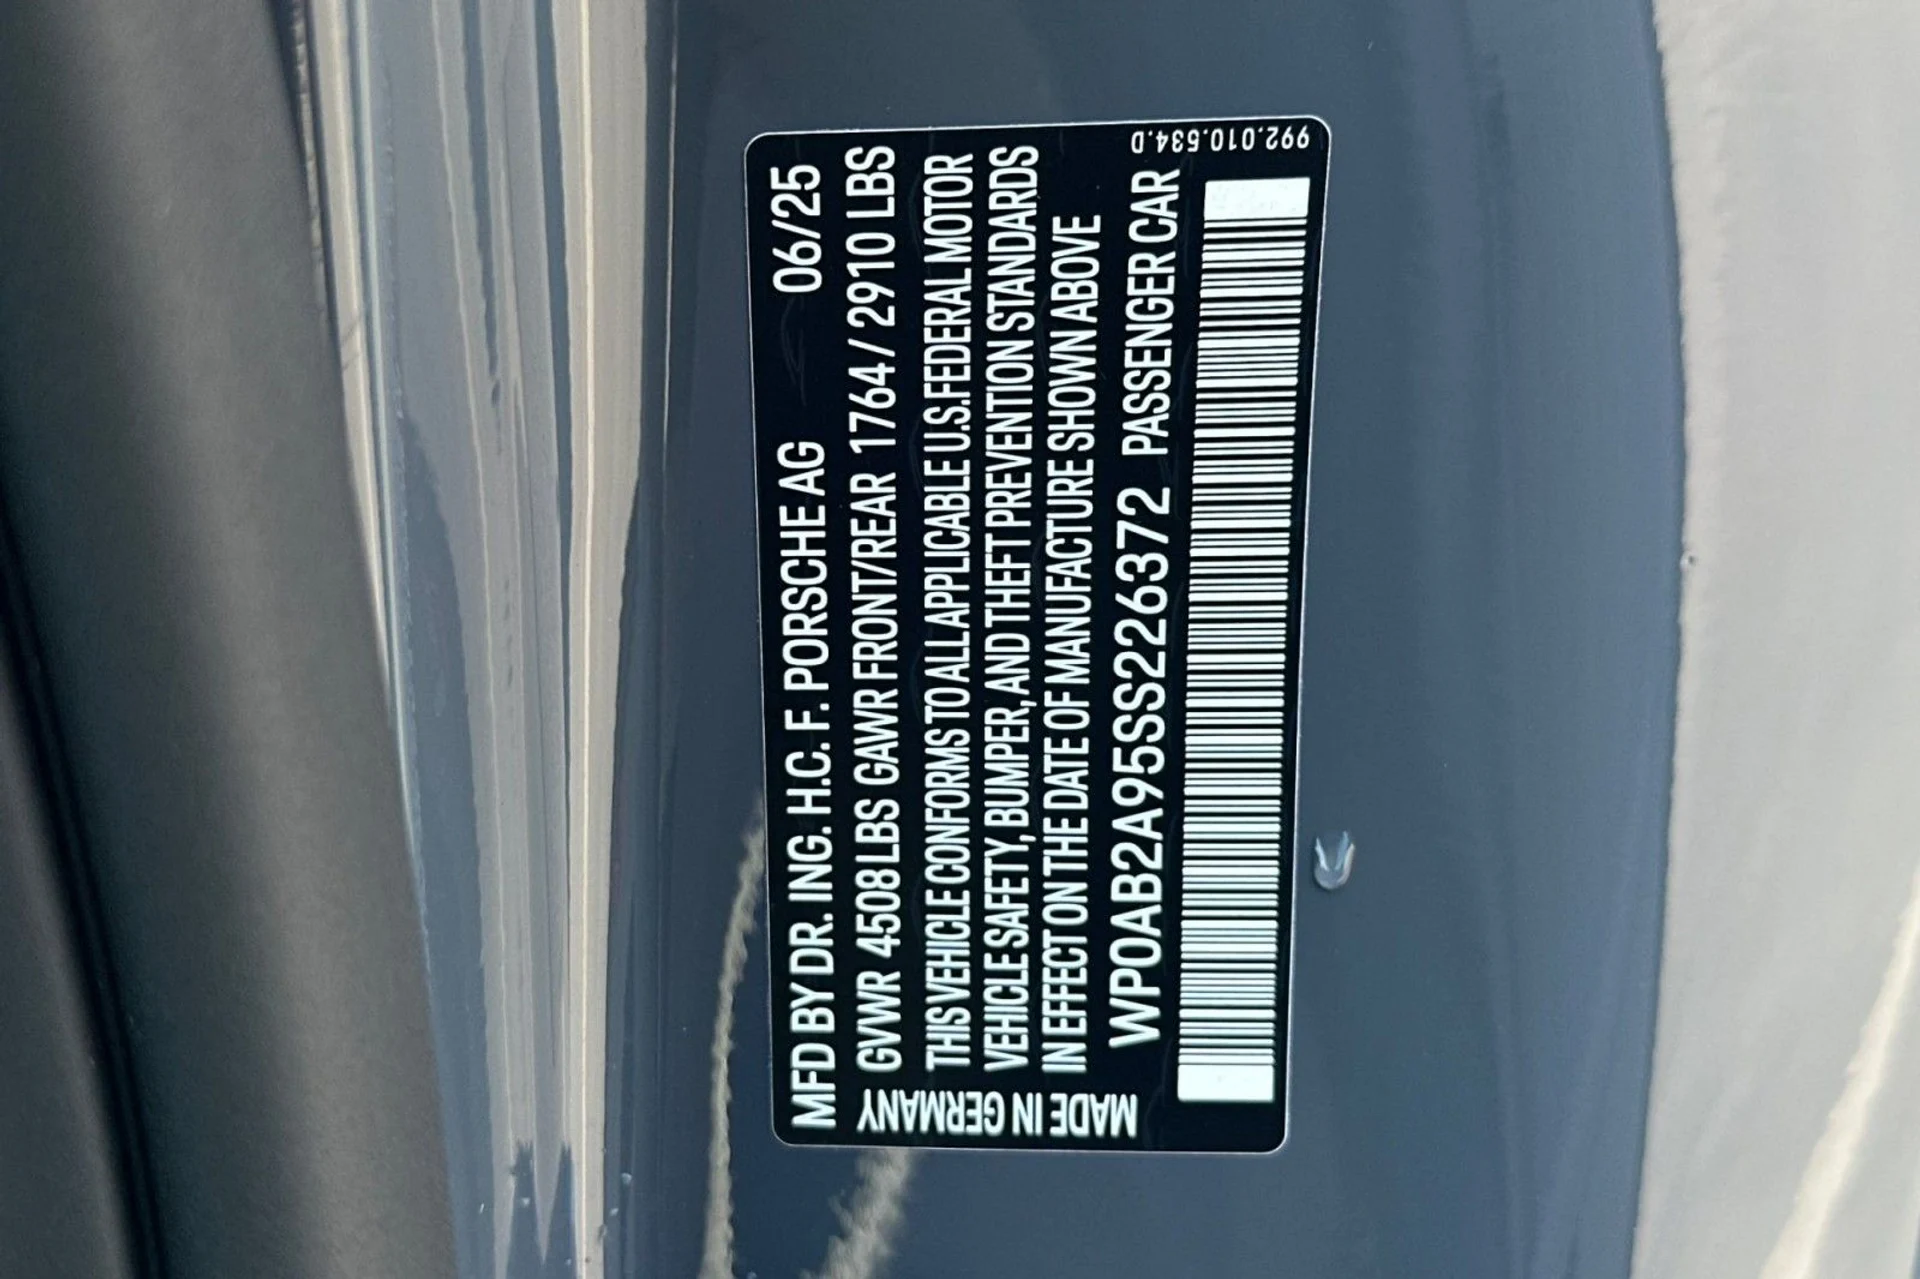 MFD BY DR. ING. H.C. F. PORSCHE AG 06/25
GVWR 4508 LBS GAWR FRONT/REAR 1764 / 2910 LBS
THIS VEHICLE CONFORMS TO ALL APPLICABLE U.S. FEDERAL MOTOR
VEHICLE SAFETY, BUMPER, AND THEFT PREVENTION STANDARDS
IN EFFECT ON THE DATE OF MANUFACTURE SHOWN ABOVE
WP0AB2A95SS226372 PASSENGER CAR
MADE IN GERMANY
992.010.534.D